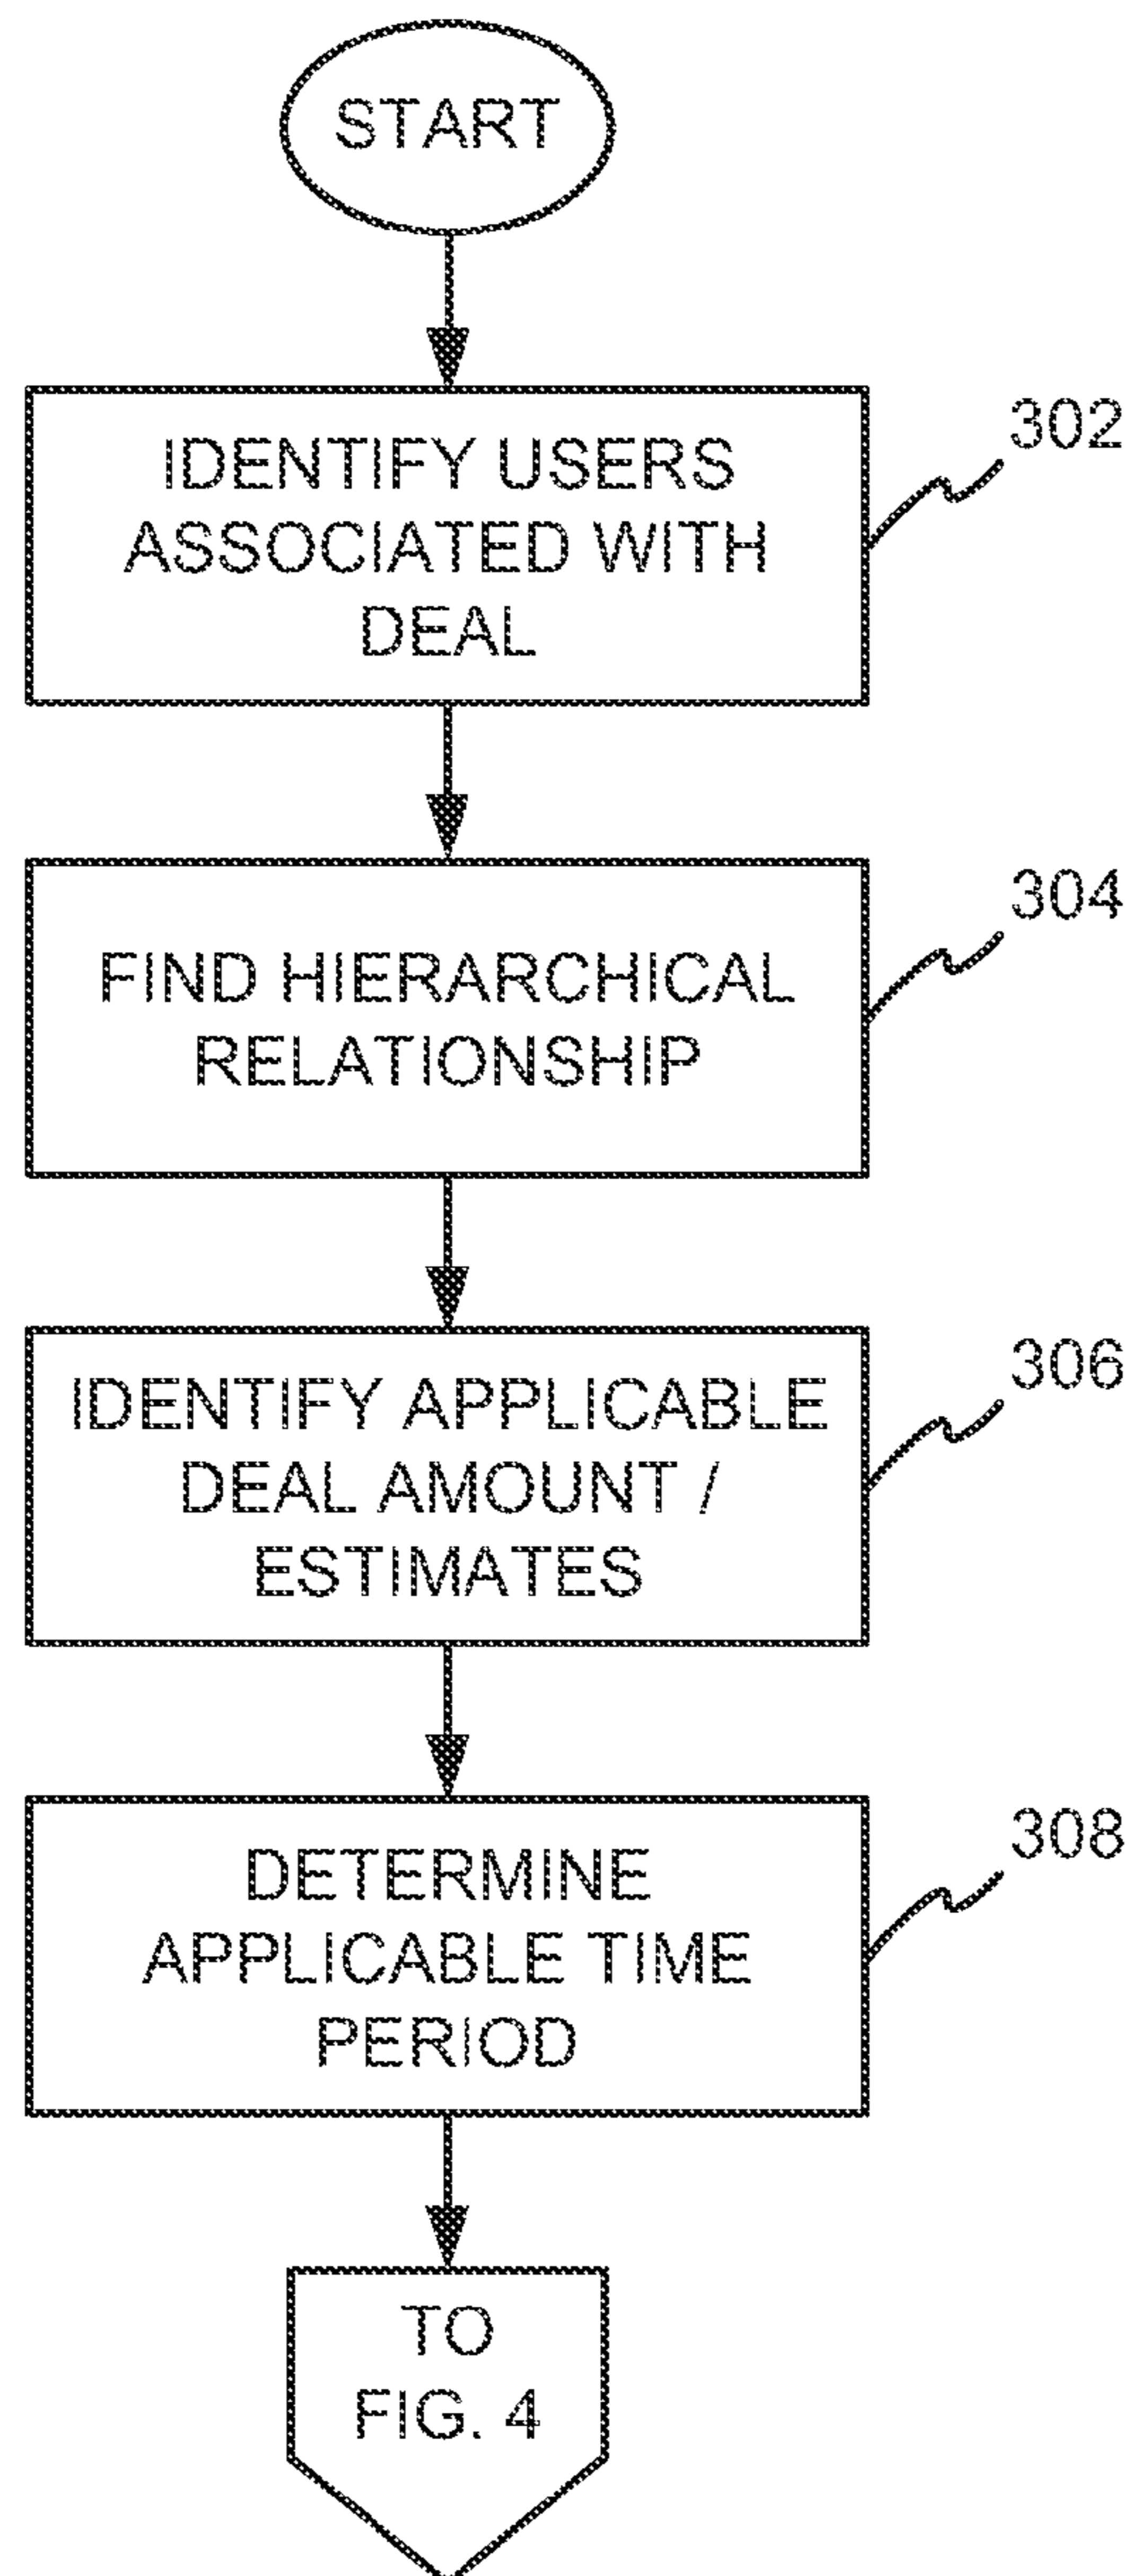 START
302
IDENTIFY USERS
ASSOCIATED WITH
DEAL
304
FIND HIERARCHICAL
RELATIONSHIP
306
IDENTIFY APPLICABLE
DEAL AMOUNT /
ESTIMATES
308
DETERMINE
APPLICABLE TIME
PERIOD
TO
FIG. 4